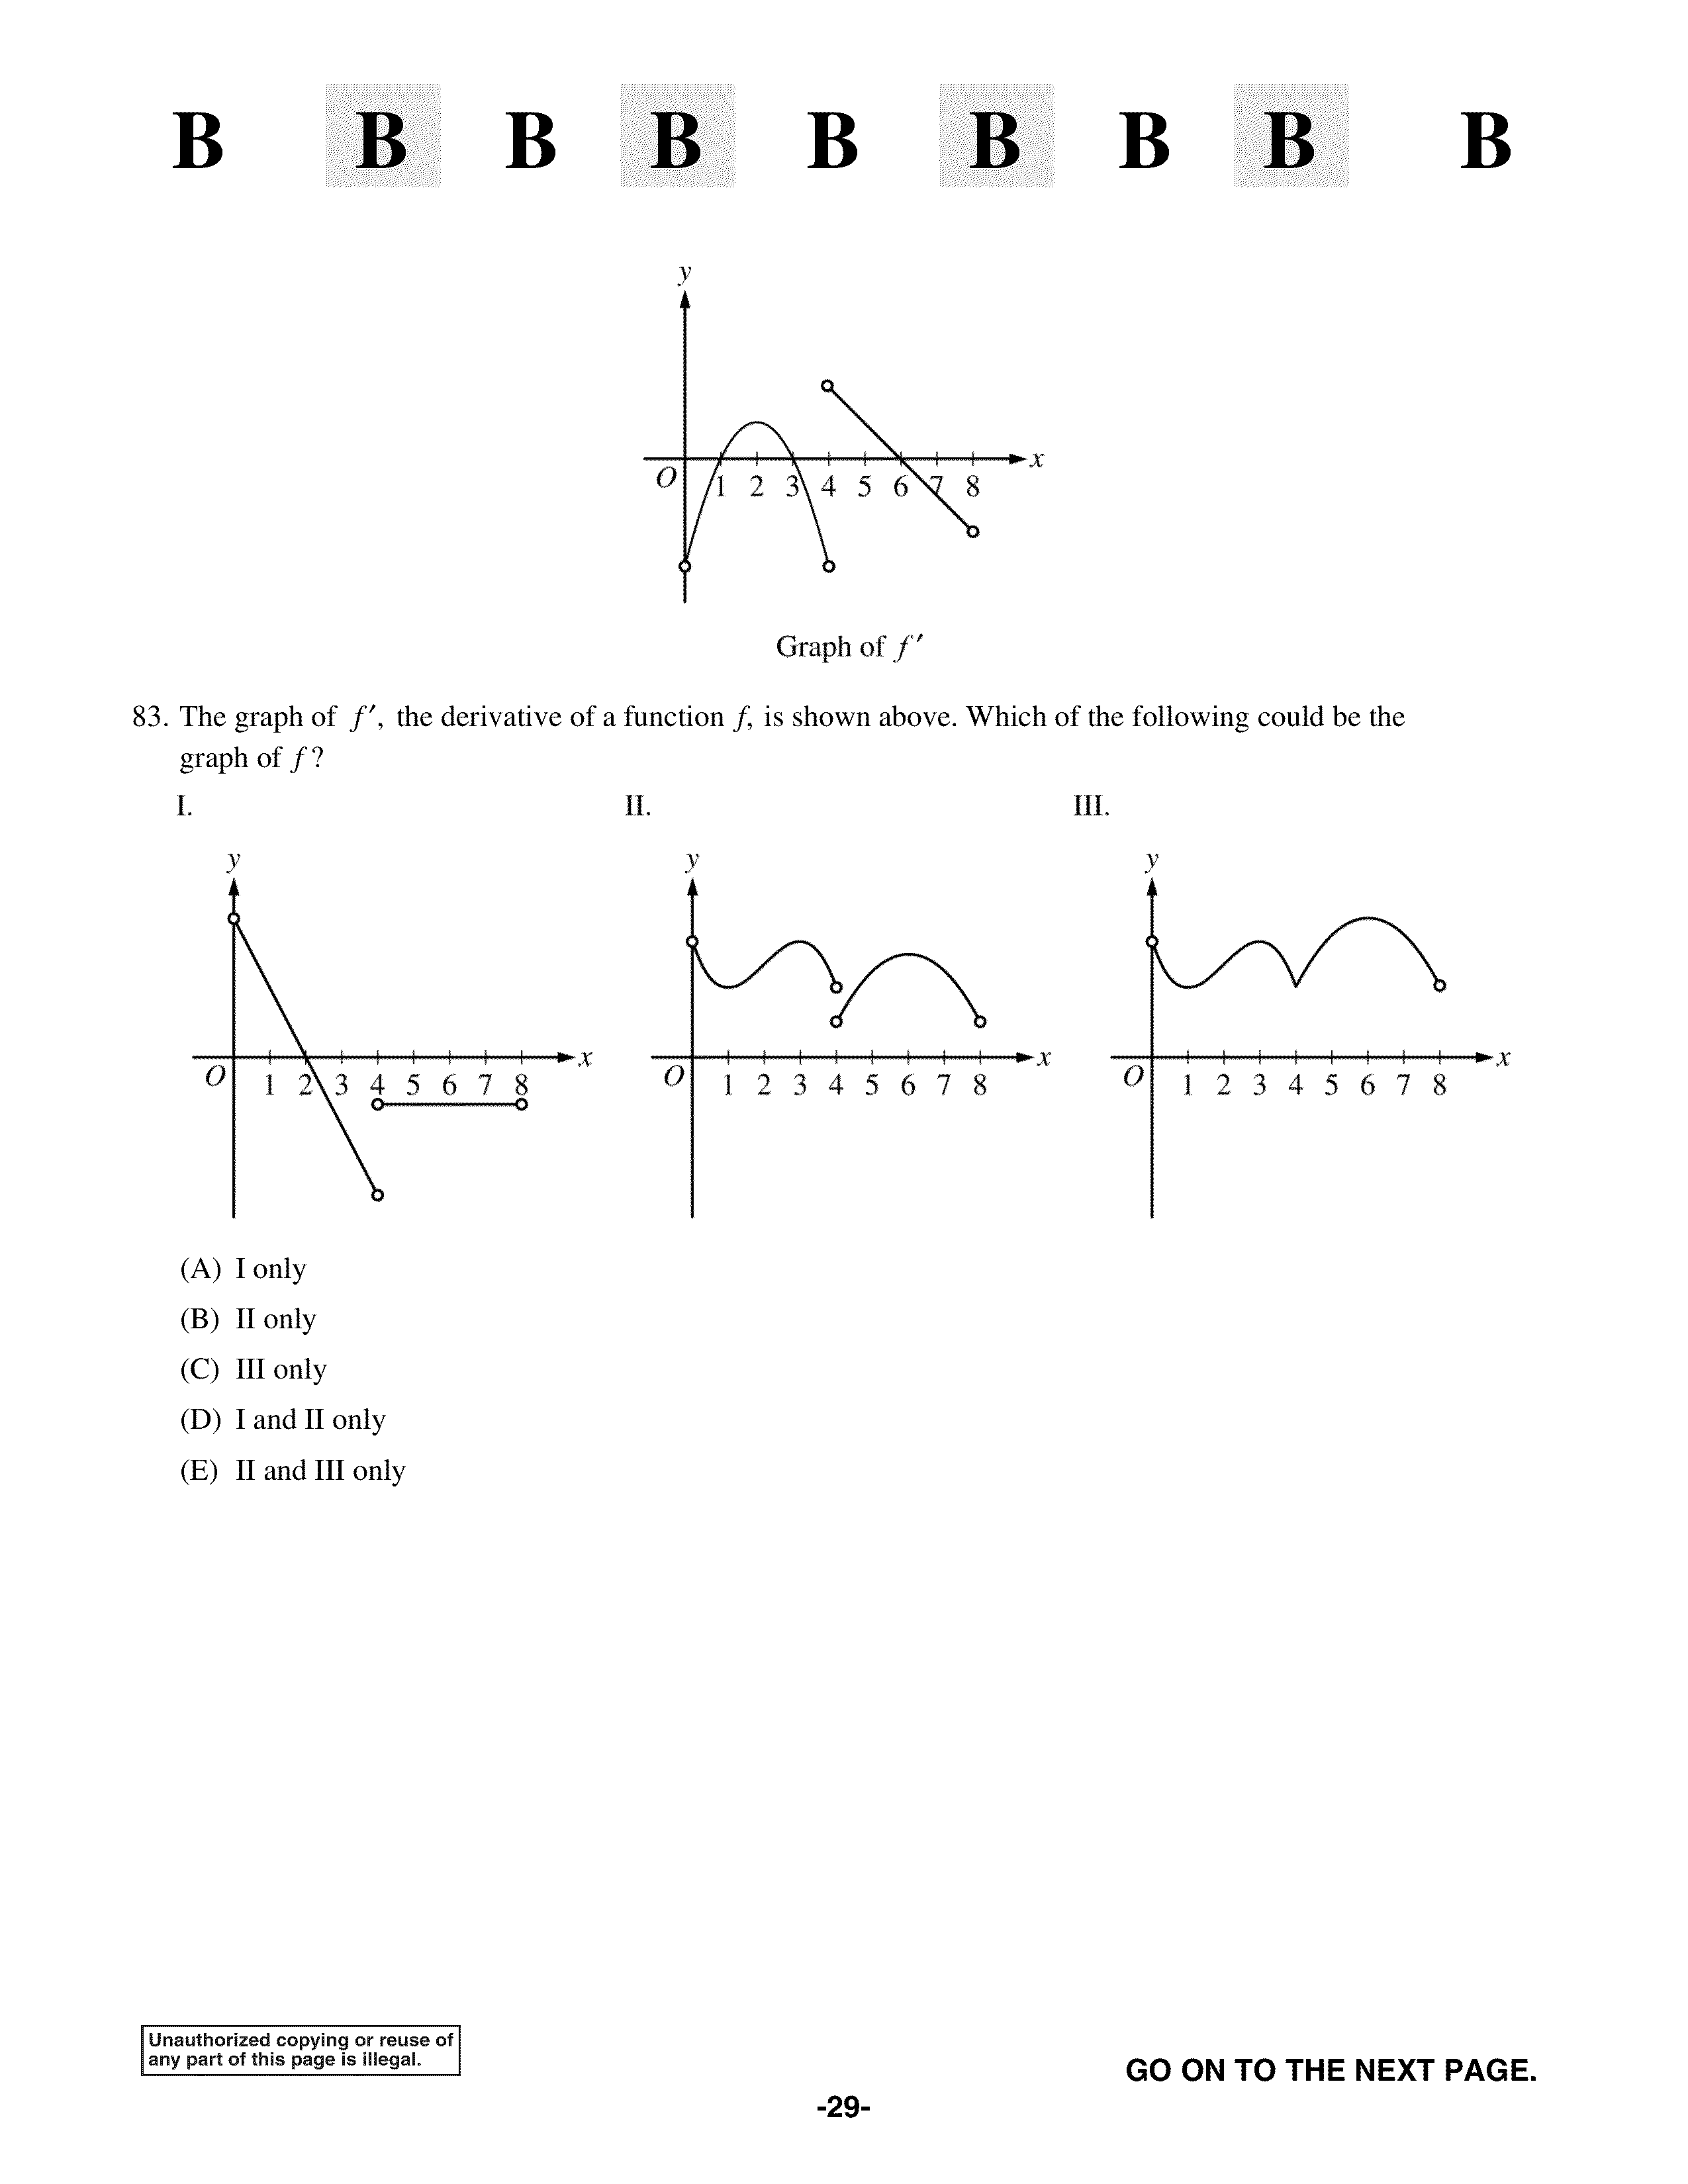 B B B B B B B B B
y
O 1 2 3 4 5 6 7 8 x
Graph of f′
83. The graph of f′, the derivative of a function f, is shown above. Which of the following could be the
graph of f?
I. II. III.
y y y
O 1 2 3 4 5 6 7 8 x O 1 2 3 4 5 6 7 8 x O 1 2 3 4 5 6 7 8 x
(A) I only
(B) II only
(C) III only
(D) I and II only
(E) II and III only
Unauthorized copying or reuse of
any part of this page is illegal.
GO ON TO THE NEXT PAGE.
-29-